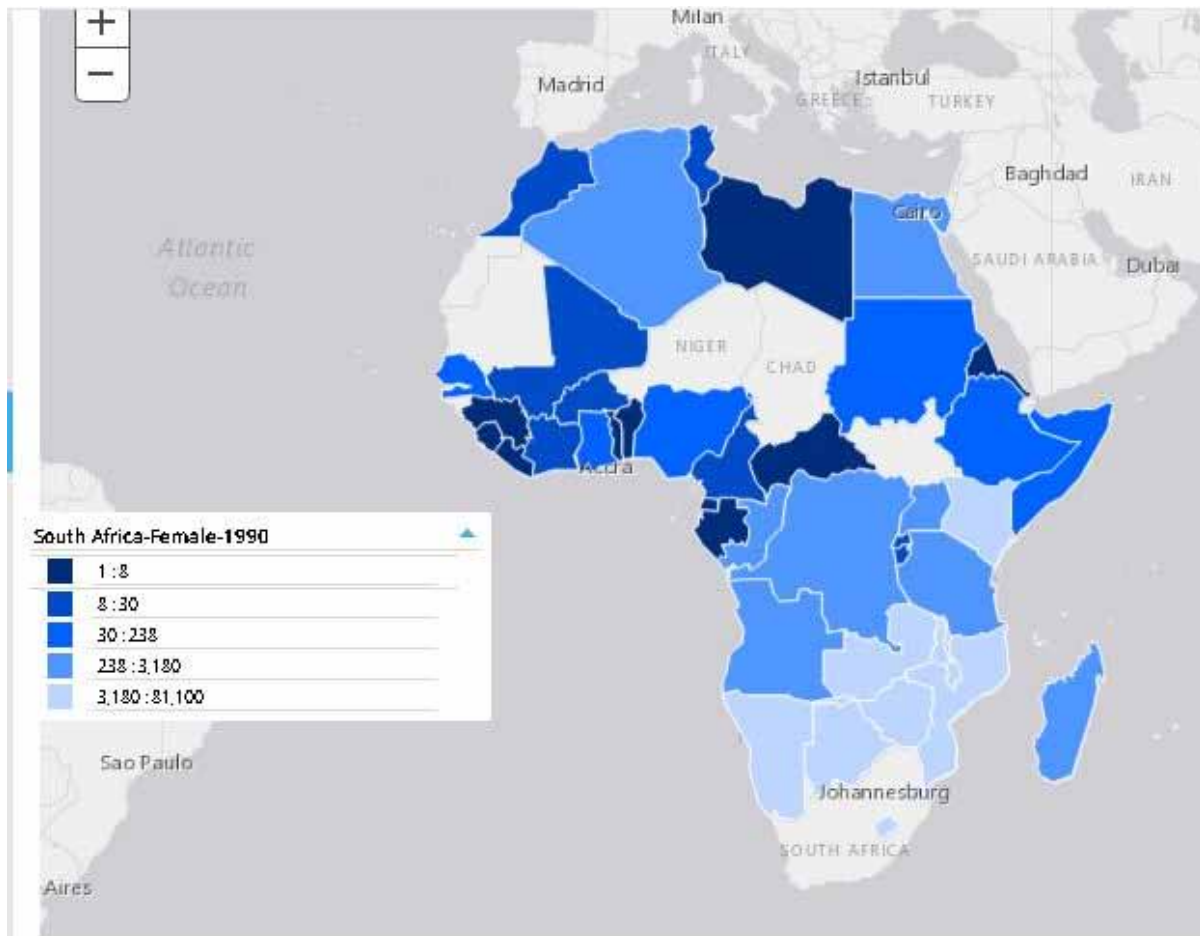 +
−
Milan
ITALY
Madrid
Istanbul
GREECE
TURKEY
Baghdad
IRAN
Cairo
Atlantic
Ocean
SAUDI ARABIA
Dubai
NIGER
CHAD
Accra
South Africa-Female-1990
1 : 8
8 : 30
30 : 238
238 : 3,180
3,180 : 81,100
Sao Paulo
Johannesburg
SOUTH AFRICA
Aires